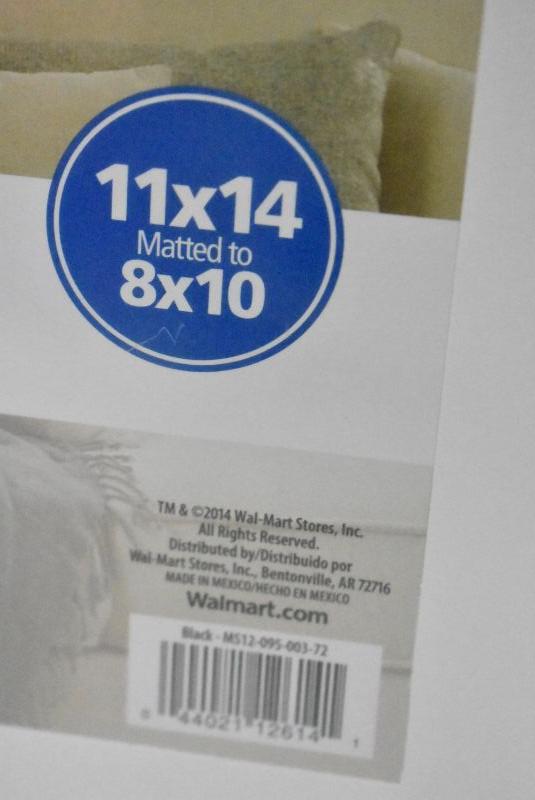 11x14
Matted to
8x10
TM & ©2014 Wal-Mart Stores, Inc.
All Rights Reserved.
Distributed by/Distribuido por
Wal-Mart Stores, Inc., Bentonville, AR 72716
MADE IN MEXICO/HECHO EN MEXICO
Walmart.com
Black - MS12-095-003-72
0 44021 12614 1